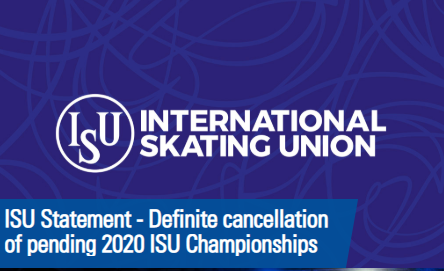 ISU INTERNATIONAL
SKATING UNION
ISU Statement - Definite cancellation
of pending 2020 ISU Championships